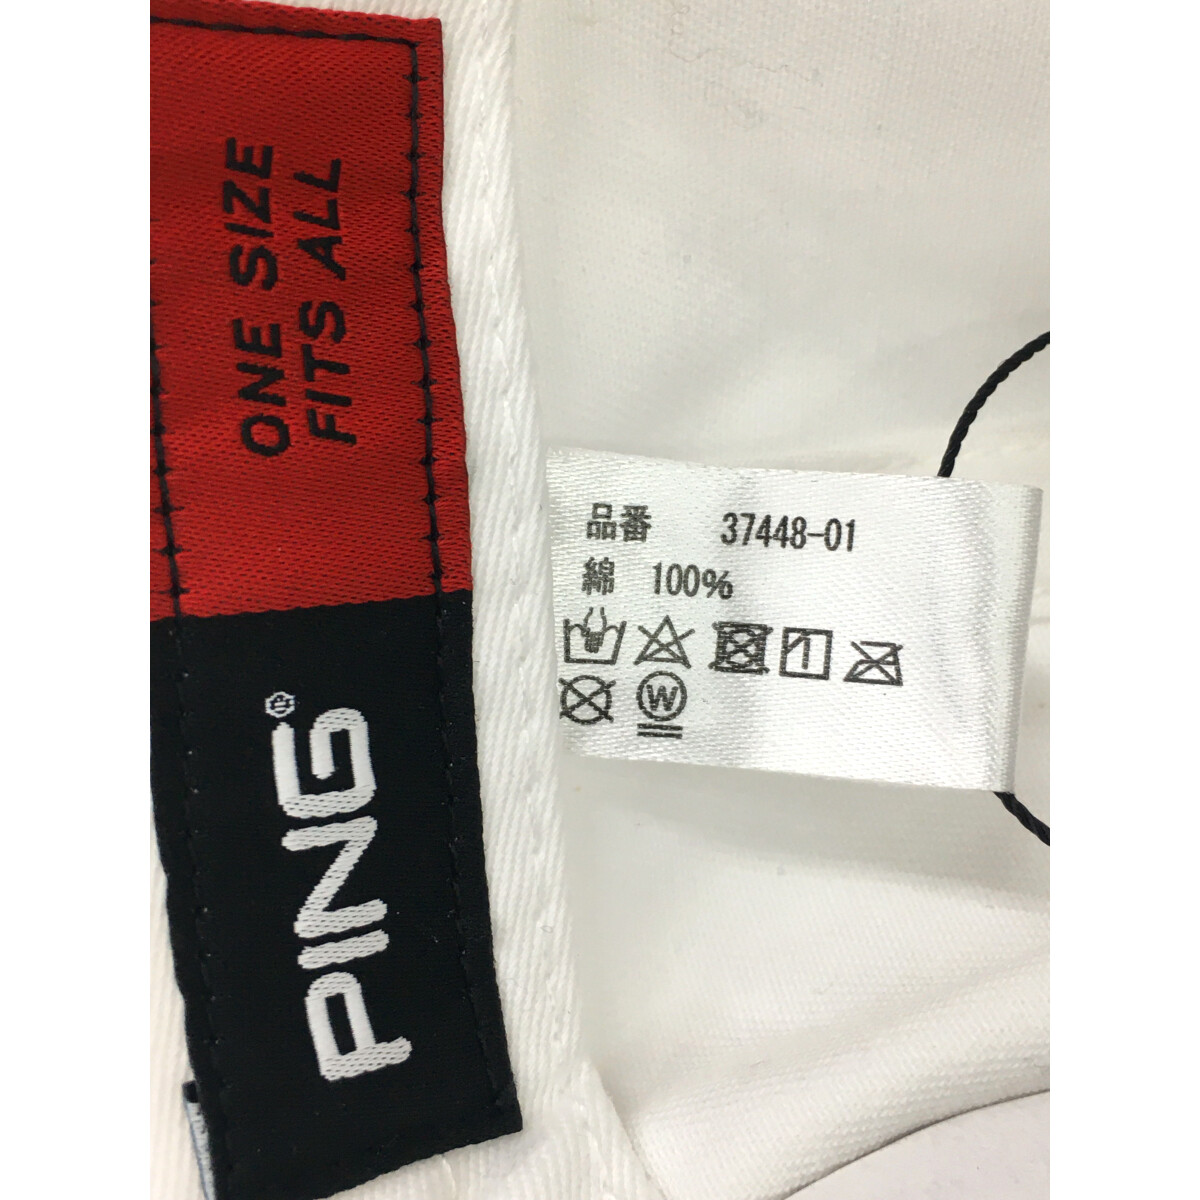 ONE SIZE
FITS ALL
PING®
品番 37448-01
綿 100%
W